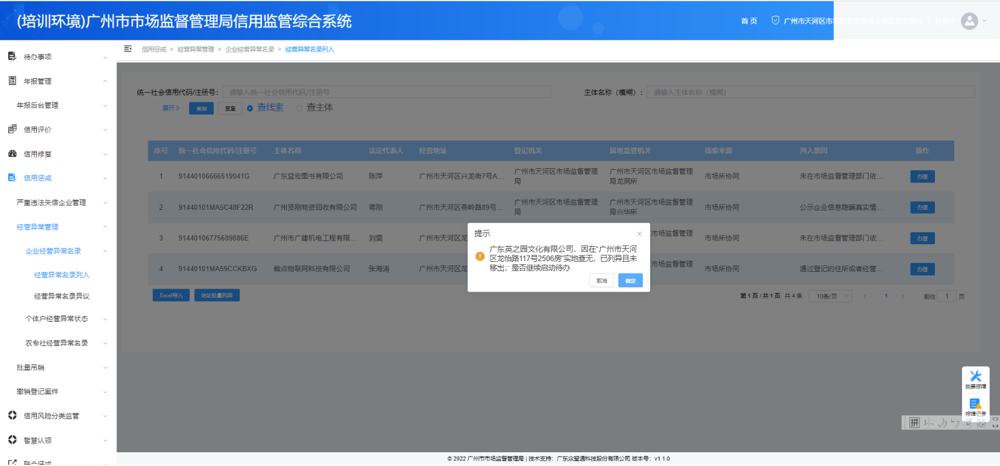 (培训环境)广州市市场监督管理局信用监管综合系统
首页
广州市天河区市场监督管理局
待办事项
年报管理
年报后台管理
信用评价
信用修复
信用惩戒
严重违法失信企业管理
经营异常管理
企业经营异常名录
经营异常名录列入
经营异常名录异议
个体户经营异常状态
农专社经营异常名录
批量吊销
撤销登记案件
信用风险分类监管
智慧认领
联合惩戒
信用惩戒 > 经营异常管理 > 企业经营异常名录 > 经营异常名录列入
统一社会信用代码/注册号： 请输入统一社会信用代码/注册号 主体名称（模糊）： 请输入主体名称（模糊）
展开 查询 重置 查线索 查主体
序号 统一社会信用代码/注册号 主体名称 法定代表人 经营地址 登记机关 属地监管机关 线索来源 列入原因 操作
1 91440106666519941G 广东益宏图书有限公司 陈萍 广州市天河区兴龙街7号A... 广州市天河区市场监督管理局 广州市天河区市场监督管理局龙洞所 市场所协同 未在市场监督管理部门依... 办理
2 91440101MA5C48F22R 广州贤刚物资回收有限公司 蒋刚 广州市天河区燕岭路89号... 广州市天河区市场监督管理局 广州市天河区市场监督管理局兴华所 市场所协同 公示企业信息隐瞒真实情... 办理
3 91440106775689886E 广州市广建机电工程有限... 刘雯 广州市天河区龙 市场监督管理 市场所协同 未在市场监督管理部门依... 办理
4 91440101MA59CCKBXG 蜘点物联网科技有限公司 张海涛 广州市天河区龙 市场监督管理 市场所协同 通过登记的住所或者经营... 办理
提示
广东英之园文化有限公司，因在“广州市天河
区龙怡路117号2506房”实地查无，已列异且未
移出；是否继续启动待办
取消 确定
Excel导入 地址批量列异
第 1 页 / 共 1 页 共 4 条 10条/页 1 前往 1 页
我要报障
报障记录
拼
© 2022 广州市市场监督管理局 | 技术支持：广东众望通科技股份有限公司 版本号：v1.1.0